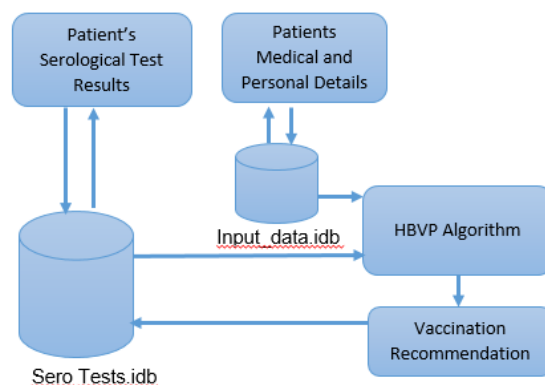 Patient’s
Serological Test
Results
Patients
Medical and
Personal Details
Input_data.idb
HBVP Algorithm
Vaccination
Recommendation
Sero Tests.idb